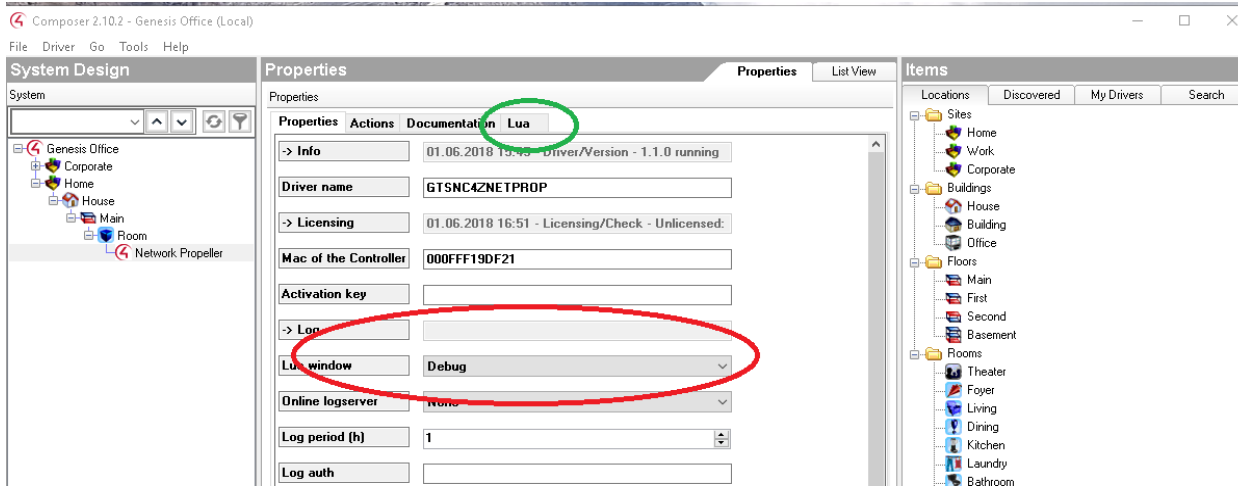 Composer 2.10.2 - Genesis Office (Local)
File Driver Go Tools Help
System Design
System
Genesis Office
Corporate
Home
House
Main
Room
Network Propeller
Properties
Properties List View
Properties
Properties Actions Documentation Lua
-> Info 01.06.2018 15:45 - Driver/Version - 1.1.0 running
Driver name GTSNC4ZNETPROP
-> Licensing 01.06.2018 16:51 - Licensing/Check - Unlicensed:
Mac of the Controller 000FFF19DF21
Activation key
-> Log
Lua window Debug
Online logserver None
Log period (h) 1
Log auth
Items
Locations Discovered My Drivers Search
Sites
Home
Work
Corporate
Buildings
House
Building
Office
Floors
Main
First
Second
Basement
Rooms
Theater
Foyer
Living
Dining
Kitchen
Laundry
Bathroom